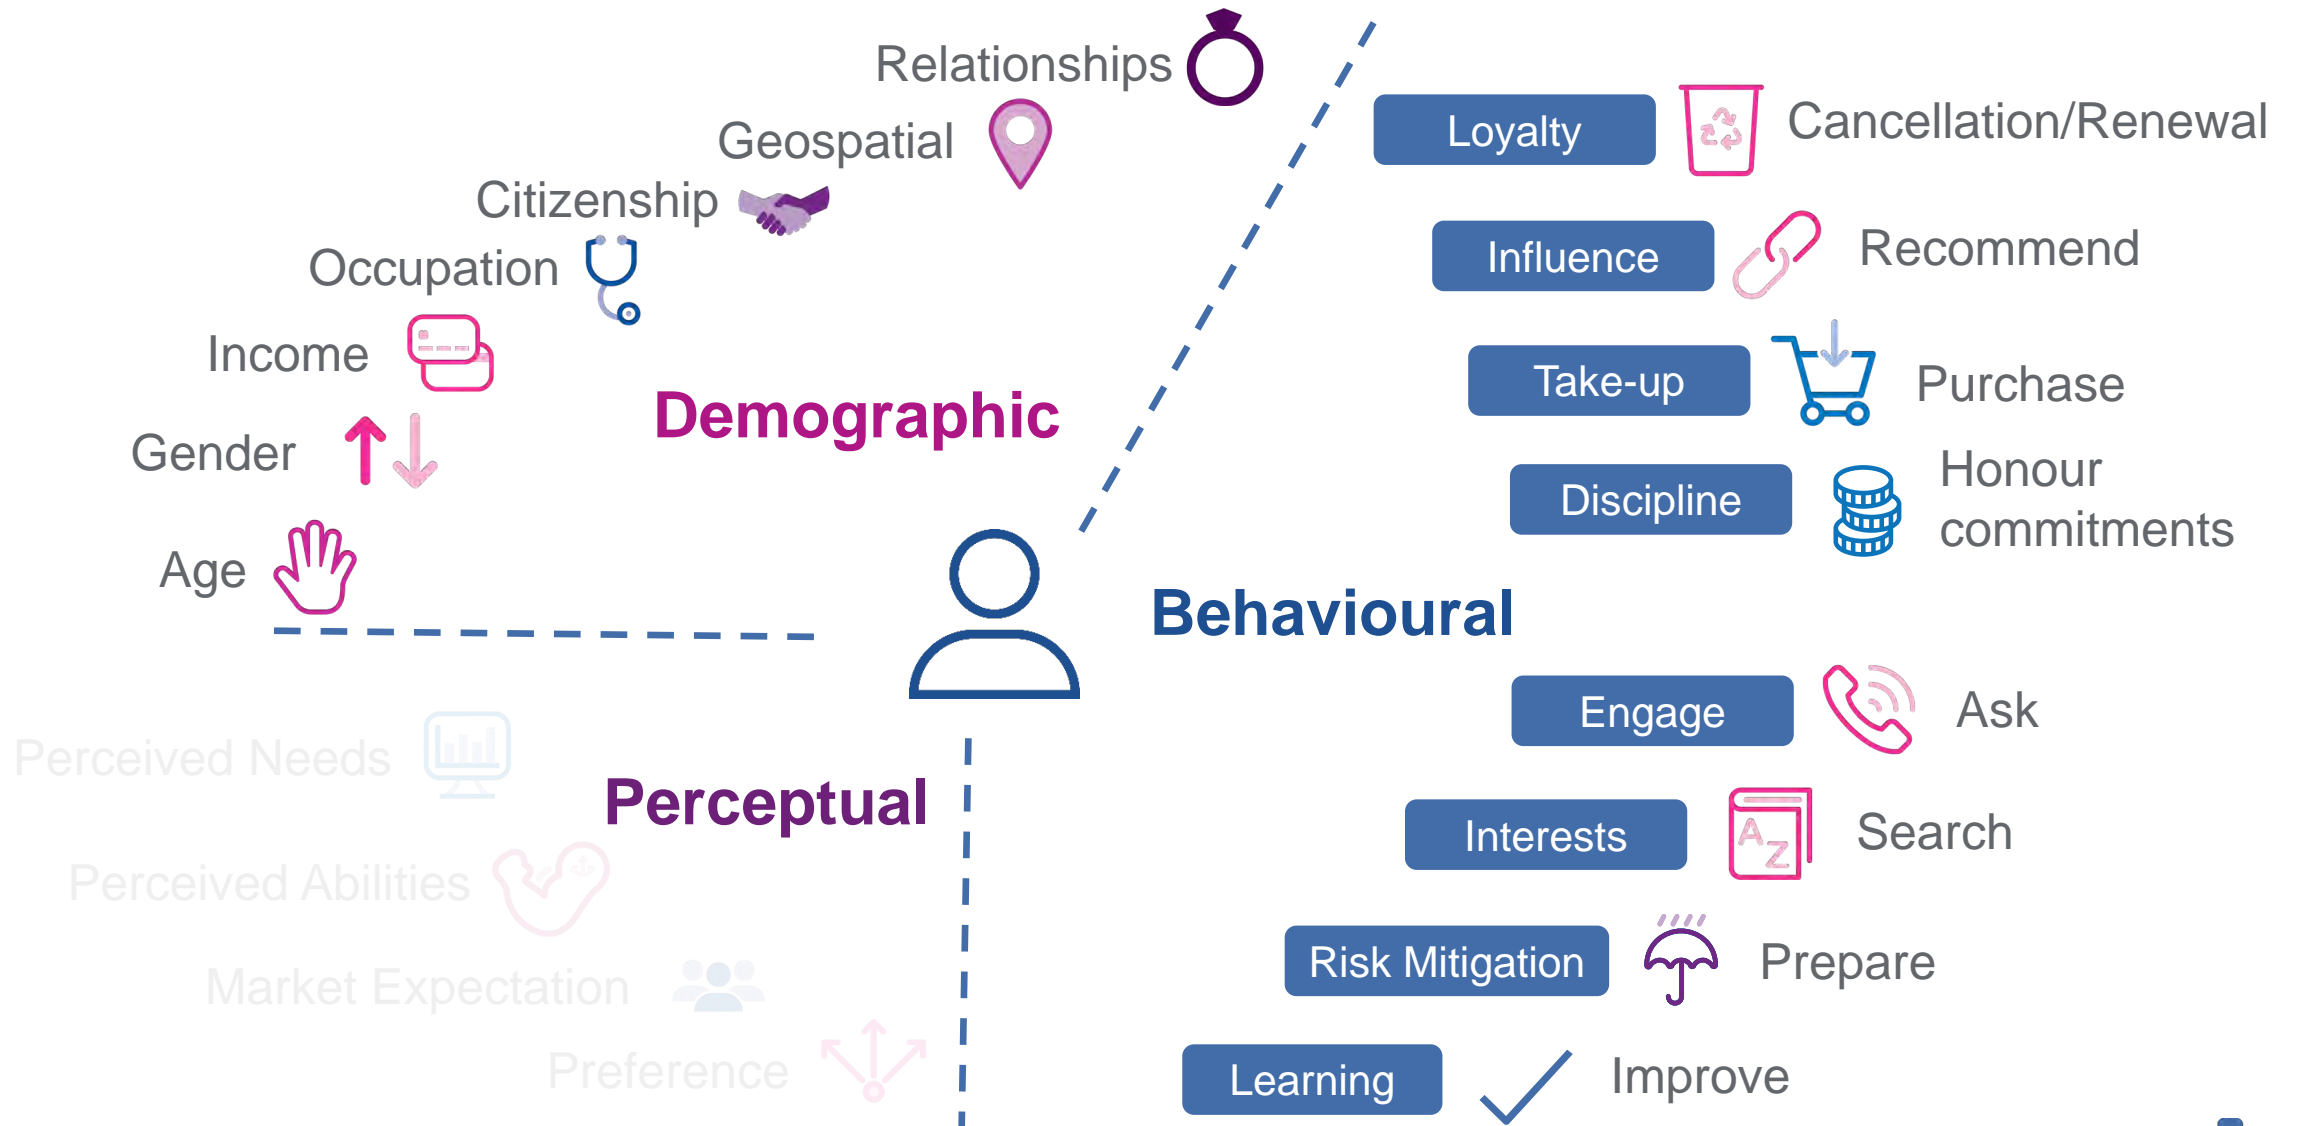 Relationships
Geospatial
Citizenship
Occupation
Income
Gender
Age
Demographic
Loyalty
Cancellation/Renewal
Influence
Recommend
Take-up
Purchase
Discipline
Honour
commitments
Behavioural
Engage
Ask
Interests
A
Z
Search
Risk Mitigation
Prepare
Learning
Improve
Perceptual
Perceived Needs
Perceived Abilities
Market Expectation
Preference